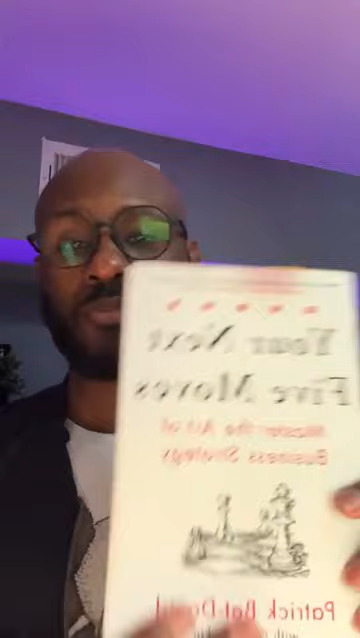 Your Next
Five Moves
Master the Art of
Business Strategy
Patrick Bet-David